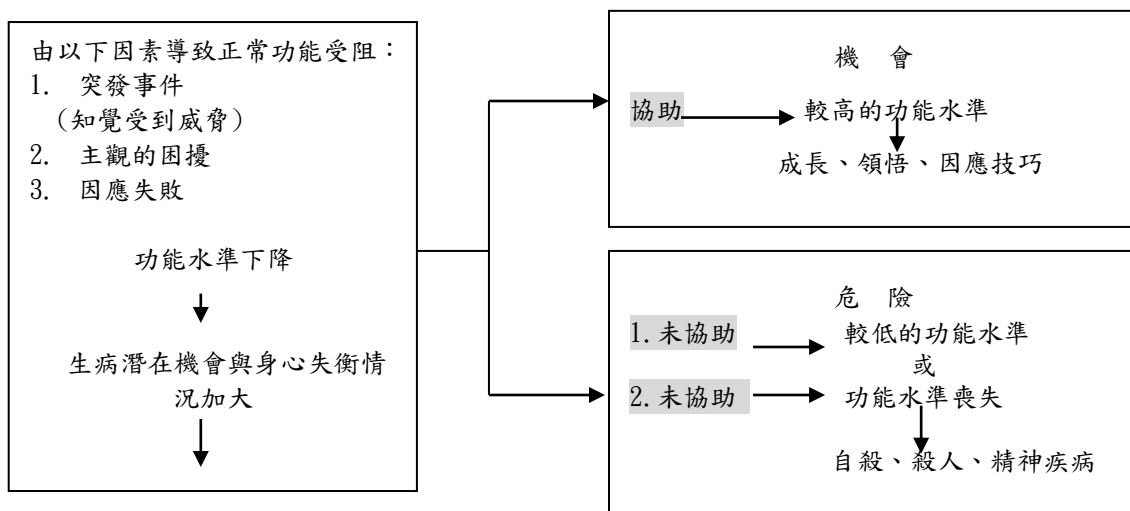 由以下因素導致正常功能受阻：
1. 突發事件
(知覺受到威脅)
2. 主觀的困擾
3. 因應失敗
功能水準下降
生病潛在機會與身心失衡情
況加大
機 會
協助 較高的功能水準
成長、領悟、因應技巧
危 險
1.未協助 較低的功能水準
或
2.未協助 功能水準喪失
自殺、殺人、精神疾病